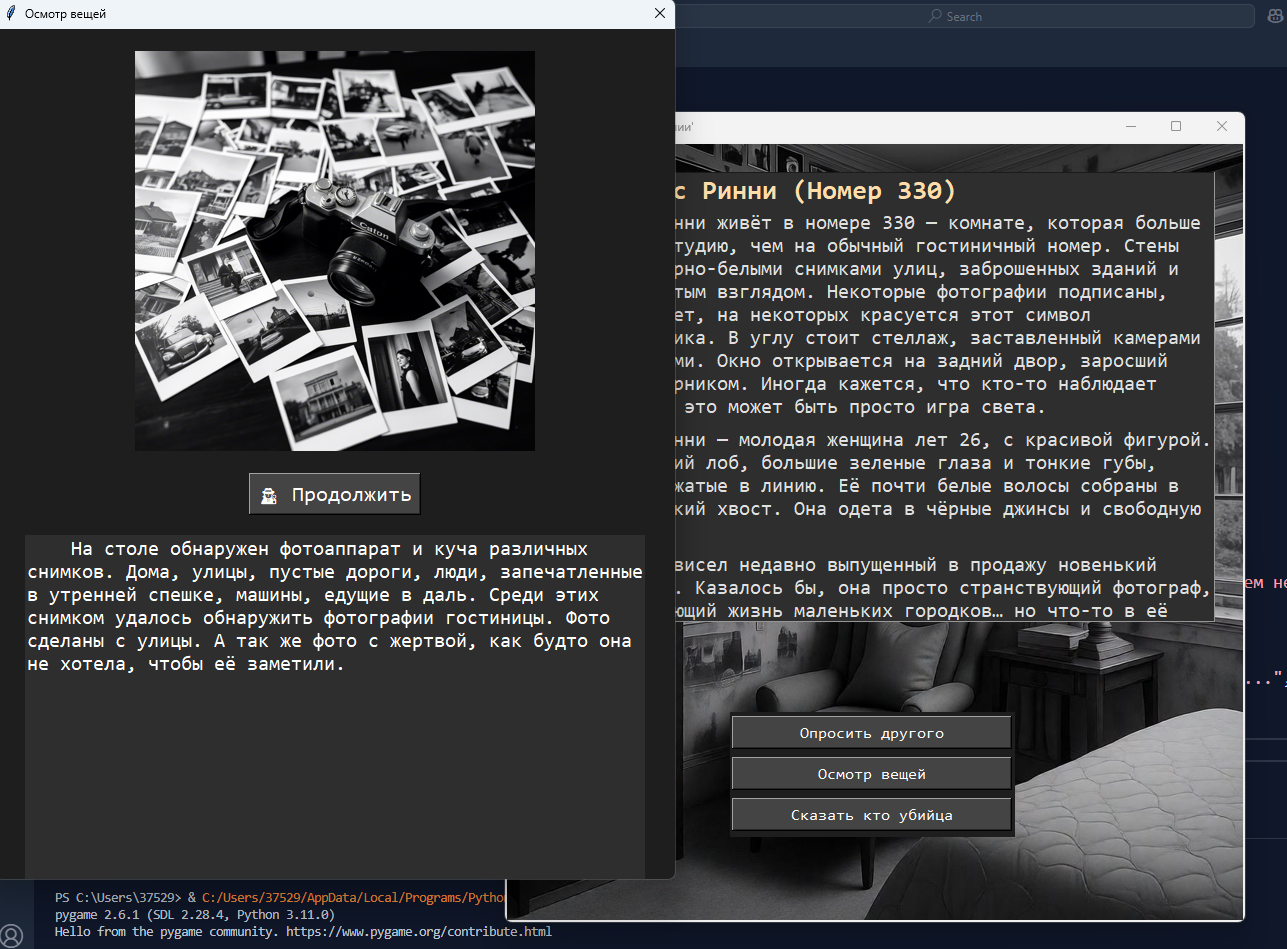 Осмотр вещей
Search
Canon
Продолжить
На столе обнаружен фотоаппарат и куча различных
снимков. Дома, улицы, пустые дороги, люди, запечатленные
в утренней спешке, машины, едущие в даль. Среди этих
снимком удалось обнаружить фотографии гостиницы. Фото
сделаны с улицы. А так же фото с жертвой, как будто она
не хотела, чтобы её заметили.
нии'
с Ринни (Номер 330)
нни живёт в номере 330 — комнате, которая больше
тудию, чем на обычный гостиничный номер. Стены
рно-белыми снимками улиц, заброшенных зданий и
тым взглядом. Некоторые фотографии подписаны,
ет, на некоторых красуется этот символ
ика. В углу стоит стеллаж, заставленный камерами
ми. Окно открывается на задний двор, заросший
рником. Иногда кажется, что кто-то наблюдает
это может быть просто игра света.
нни — молодая женщина лет 26, с красивой фигурой.
ий лоб, большие зеленые глаза и тонкие губы,
жатые в линию. Её почти белые волосы собраны в
кий хвост. Она одета в чёрные джинсы и свободную
висел недавно выпущенный в продажу новенький
. Казалось бы, она просто странствующий фотограф,
ющий жизнь маленьких городков… но что-то в её
Опросить другого
Осмотр вещей
Сказать кто убийца
ем не
...",
PS C:\Users\37529> & C:/Users/37529/AppData/Local/Programs/Pytho
pygame 2.6.1 (SDL 2.28.4, Python 3.11.0)
Hello from the pygame community. https://www.pygame.org/contribute.html